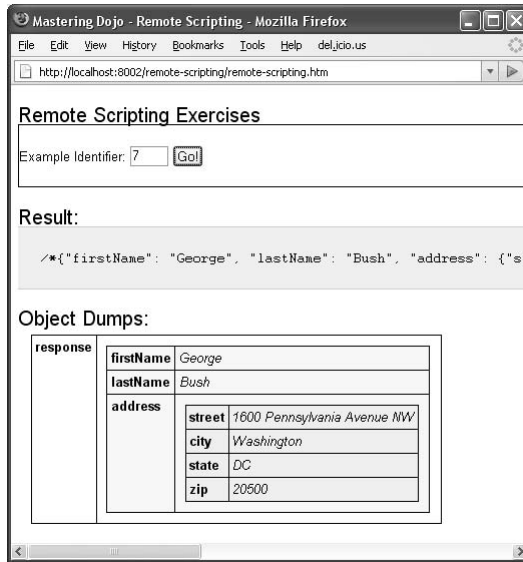 Mastering Dojo - Remote Scripting - Mozilla Firefox
File Edit View History Bookmarks Tools Help del.icio.us
http://localhost:8002/remote-scripting/remote-scripting.htm
Remote Scripting Exercises
Example Identifier: 7 Go!
Result:
/*{"firstName": "George", "lastName": "Bush", "address": {"s
Object Dumps:
response
firstName George
lastName Bush
address
street 1600 Pennsylvania Avenue NW
city Washington
state DC
zip 20500